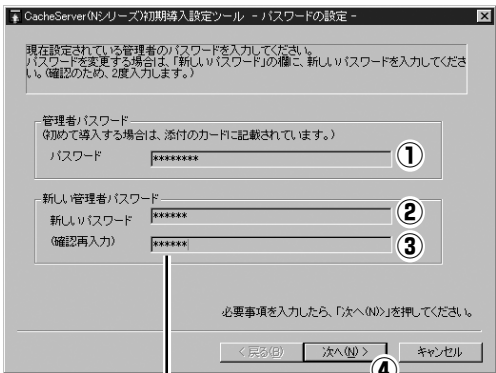 CacheServer(Nシリーズ)初期導入設定ツール － パスワードの設定 －
現在設定されている管理者のパスワードを入力してください。
パスワードを変更する場合は、「新しいパスワード」の欄に、新しいパスワードを入力してくださ
い。(確認のため、2度入力します。)
管理者パスワード
(初めて導入する場合は、添付のカードに記載されています。)
パスワード ******** ①
新しい管理者パスワード
新しいパスワード ****** ②
(確認再入力) ****** ③
必要事項を入力したら、「次へ(N)>」を押してください。
< 戻る(B) 次へ(N) > キャンセル
④